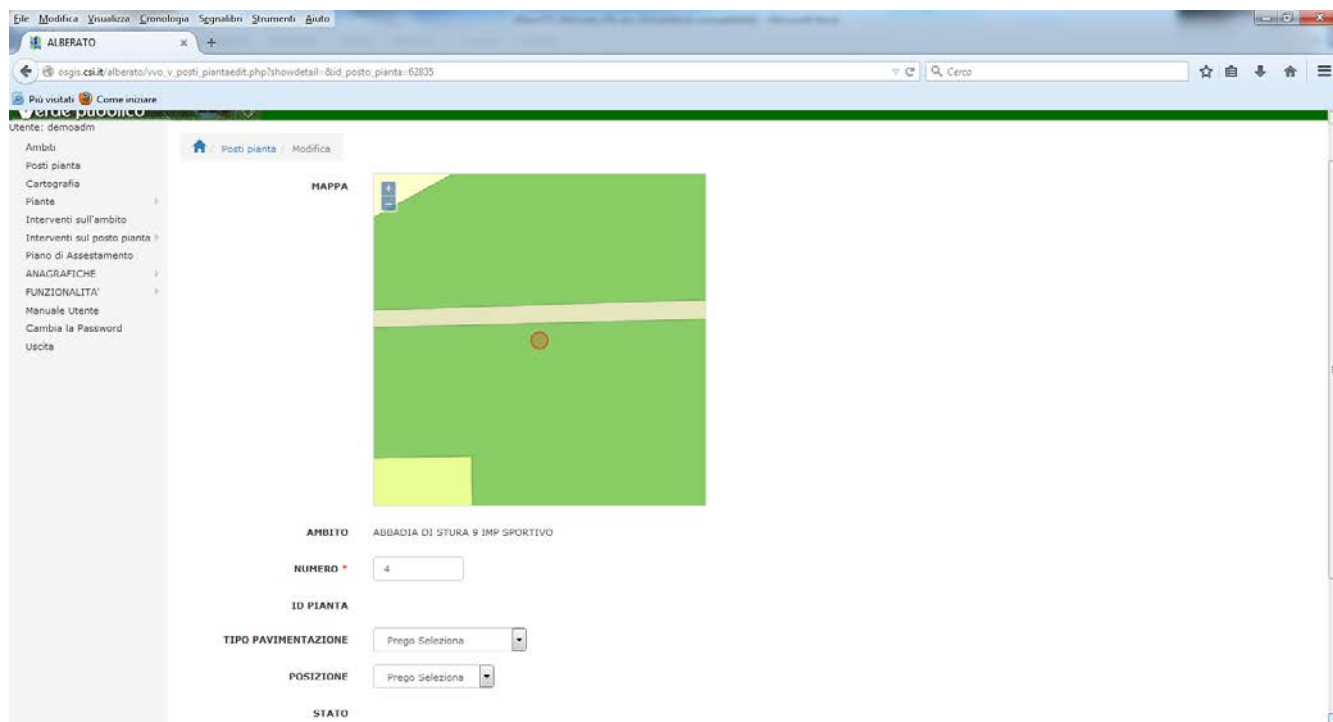 File Modifica Visualizza Cronologia Segnalibri Strumenti Aiuto
ALBERATO × +
osgis.csi.it/alberato/vvo_v_posti_piantaedit.php?showdetail=&id_posto_pianta=62835
Cerca
Più visitati Come iniziare
Verde pubblico
Utente: demoadm
Ambiti
Posti pianta
Cartografia
Piante
Interventi sull'ambito
Interventi sul posto pianta
Piano di Assestamento
ANAGRAFICHE
FUNZIONALITA'
Manuale Utente
Cambia la Password
Uscita
/ Posti pianta / Modifica
MAPPA
+
−
AMBITO ABBADIA DI STURA 9 IMP SPORTIVO
NUMERO * 4
ID PIANTA
TIPO PAVIMENTAZIONE Prego Seleziona
POSIZIONE Prego Seleziona
STATO